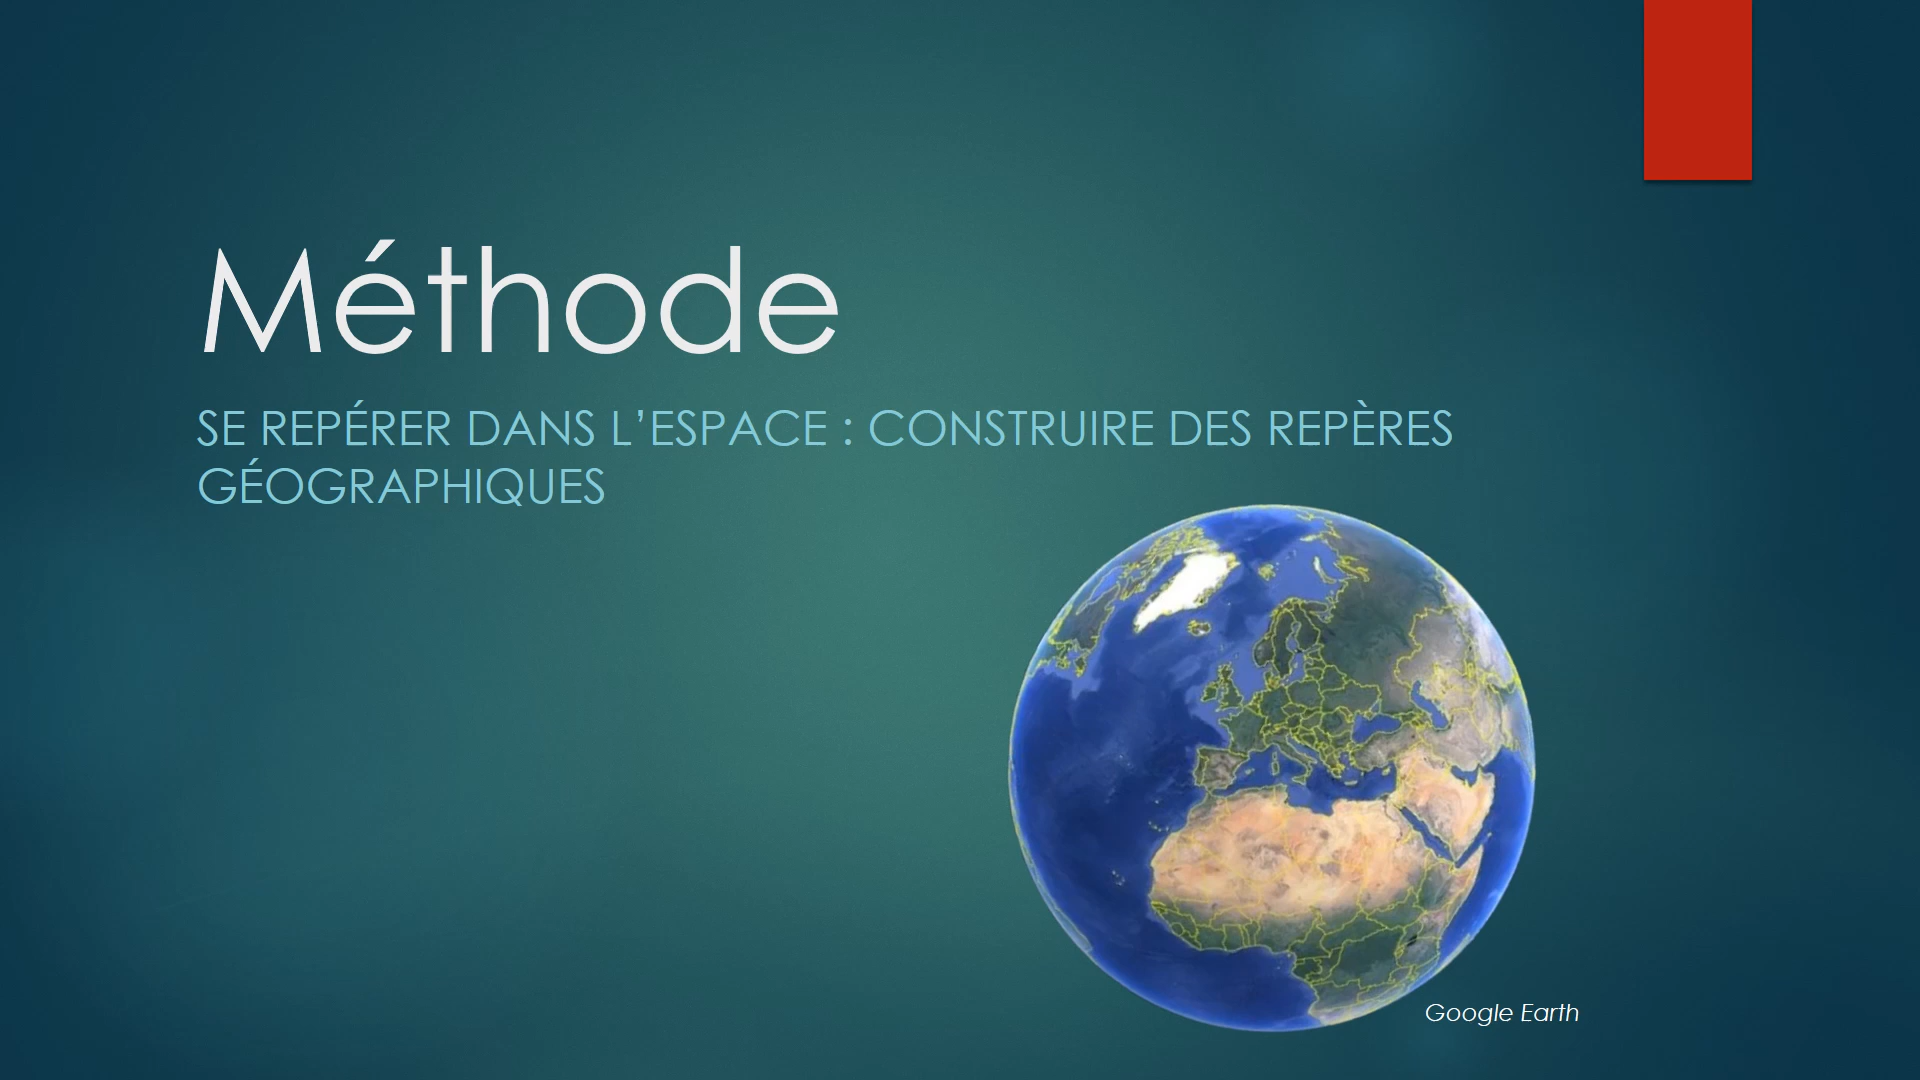 Méthode
SE REPÉRER DANS L’ESPACE : CONSTRUIRE DES REPÈRES
GÉOGRAPHIQUES
Google Earth